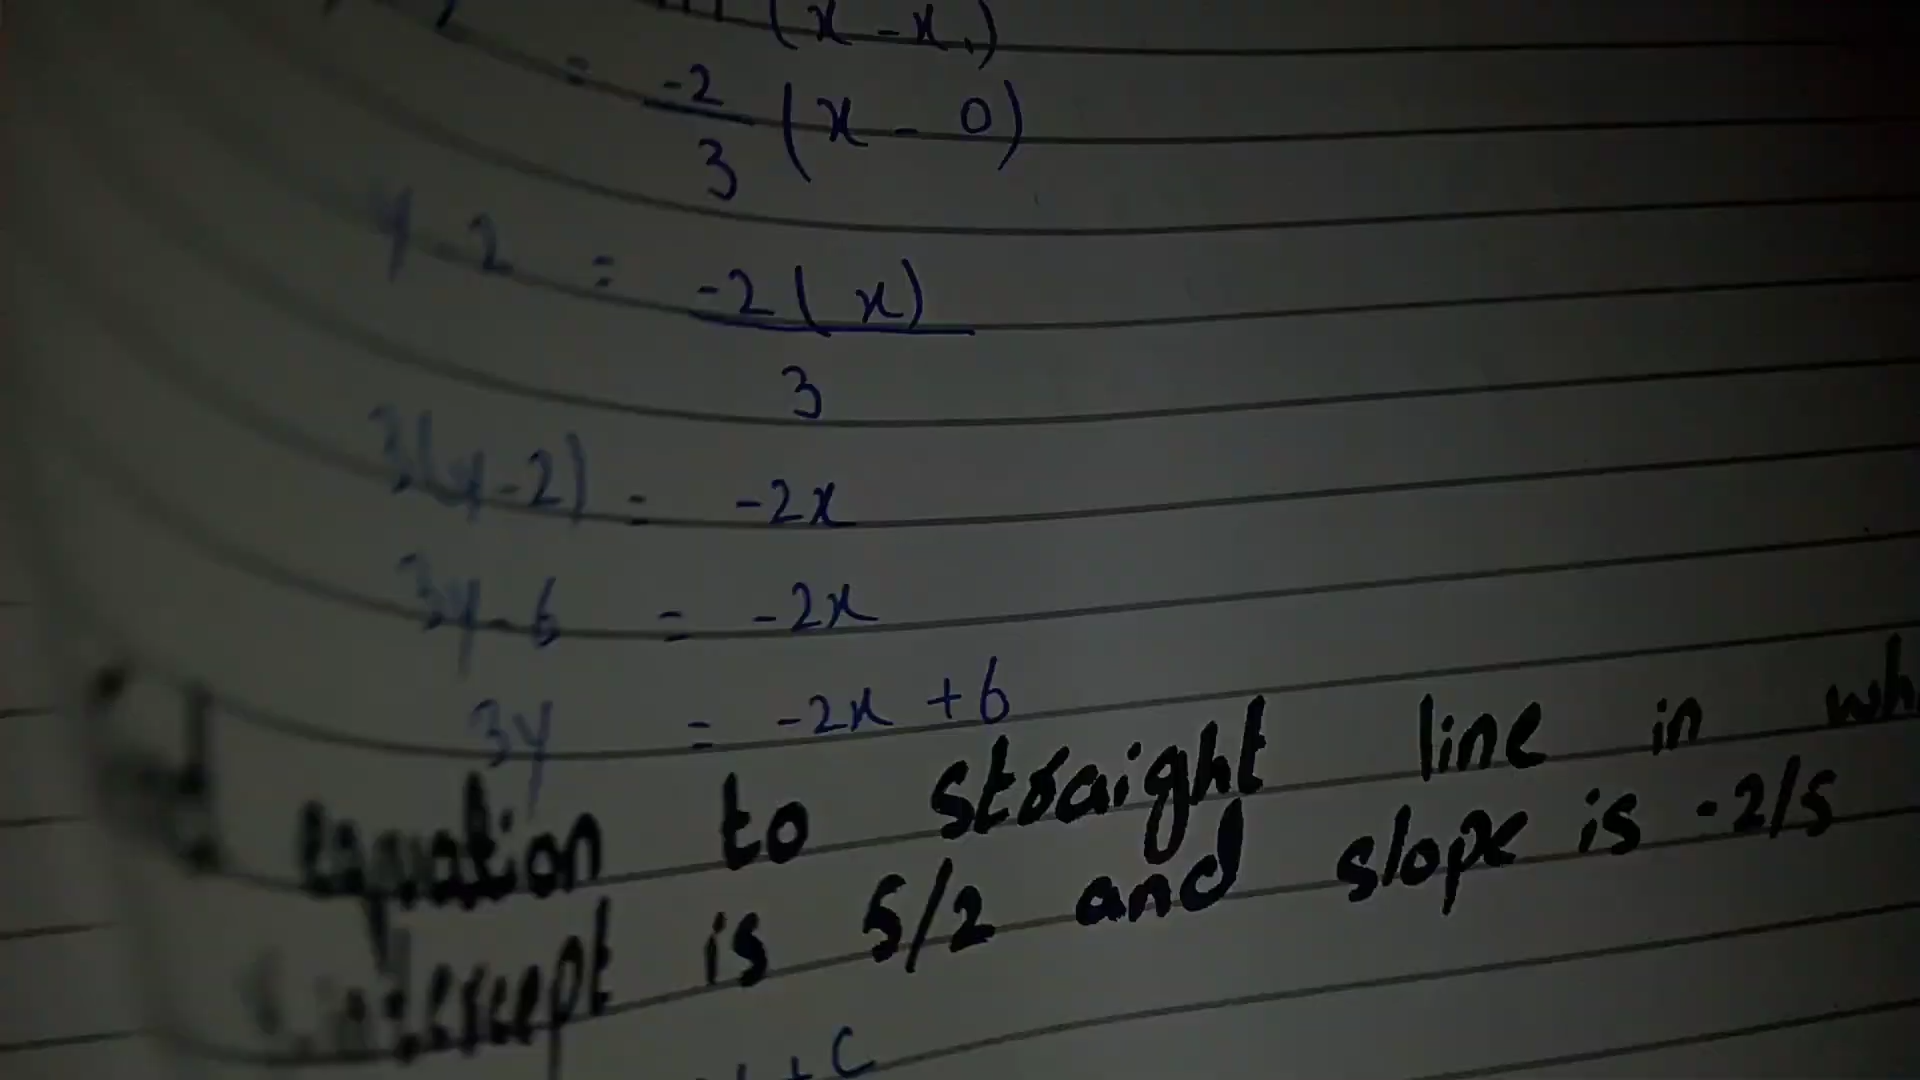 (x - x₁)
= -2/3 (x - 0)
y - 2 = -2(x)/3
3(y-2) = -2x
3y - 6 = -2x
3y = -2x + 6
equation to straight line in
intercept is 5/2 and slope is -2/5
+ C